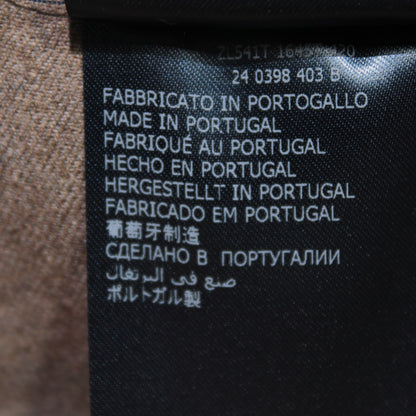 ZL541T
24 0398 403 B
FABBRICATO IN PORTOGALLO
MADE IN PORTUGAL
FABRIQUÉ AU PORTUGAL
HECHO EN PORTUGAL
HERGESTELLT IN PORTUGAL
FABRICADO EM PORTUGAL
葡萄牙制造
СДЕЛАНО В ПОРТУГАЛИИ
صنع في البرتغال
ポルトガル製